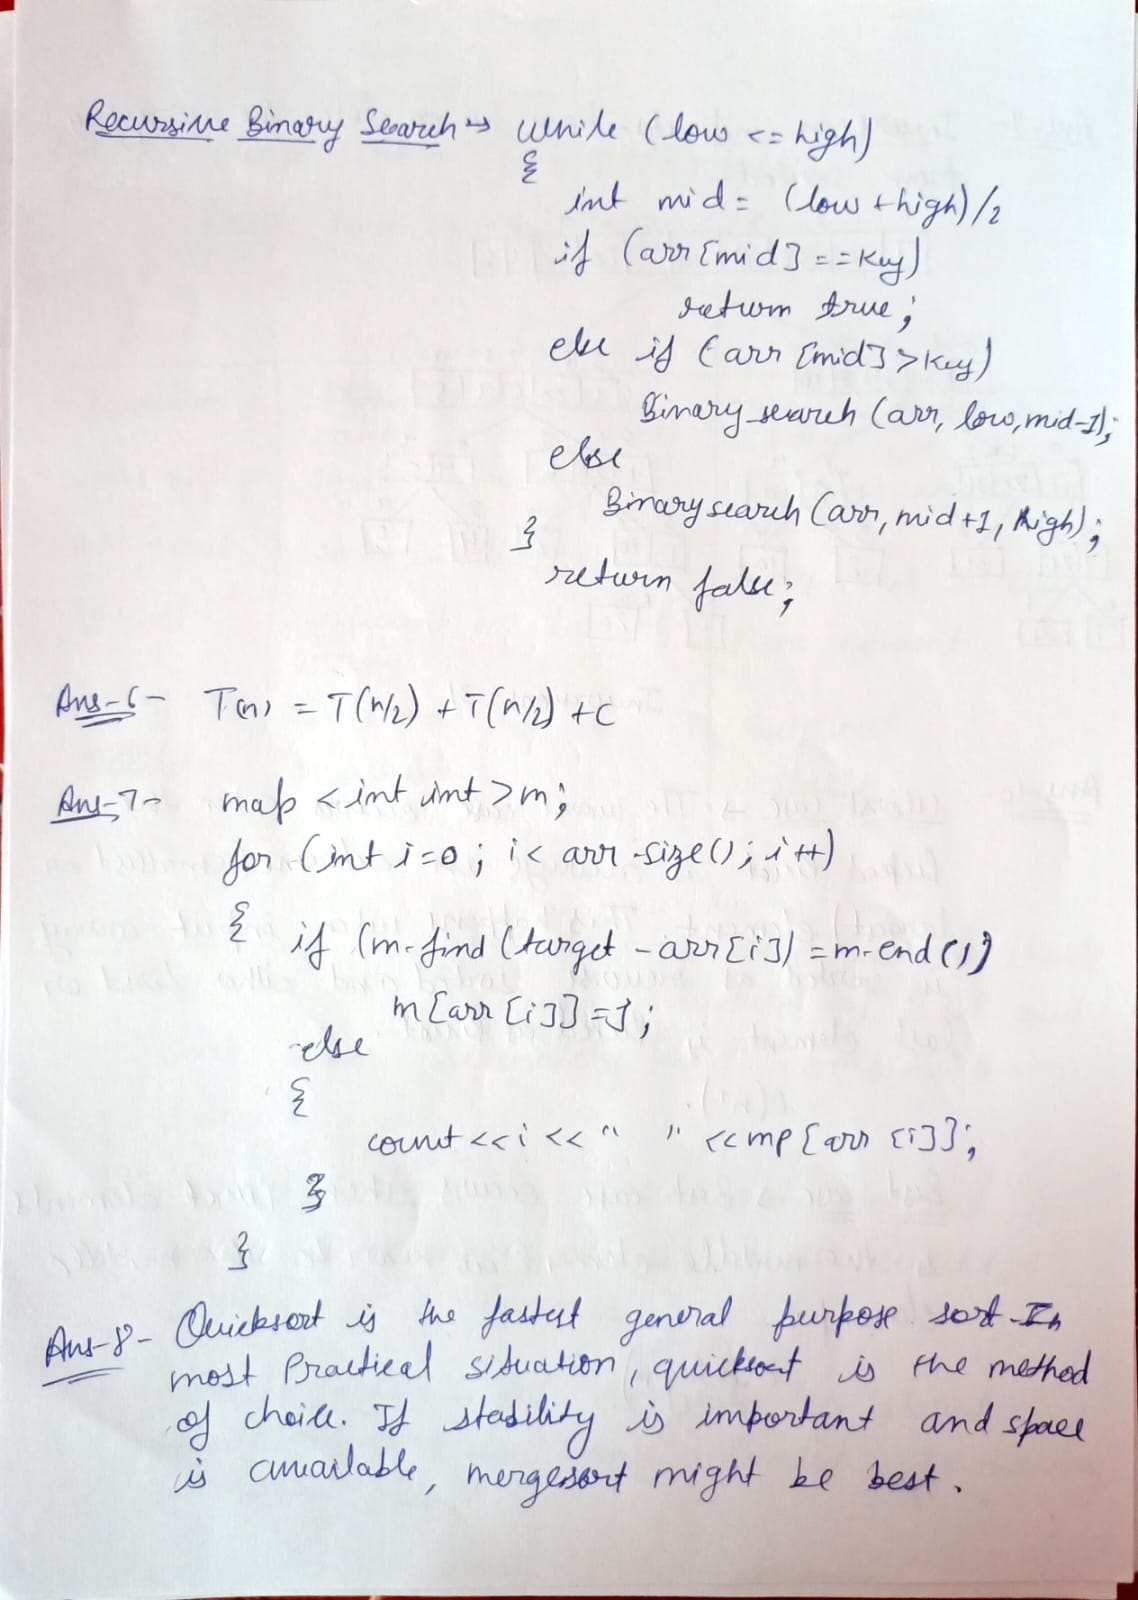 Recursive Binary Search → while (low <= high)
{
int mid = (low + high)/2
if (arr [mid] == key)
return true;
else if (arr [mid] > key)
Binary_search (arr, low, mid-1);
else
Binary search (arr, mid+1, high);
}
return false;
Ans-6- T(n) = T(n/2) + T(n/2) + C
Ans-7- map <int int> m;
for (int i=0; i< arr.size(); i++)
{
if (m.find (target - arr[i]) = m.end())
m [arr [i]] = 1;
else
{
count << i << " " << mp [arr [i]];
}
}
Ans-8- Quicksort is the fastest general purpose sort. In
most Practical situation, quicksort is the method
of choice. If stability is important and space
is available, mergesort might be best.